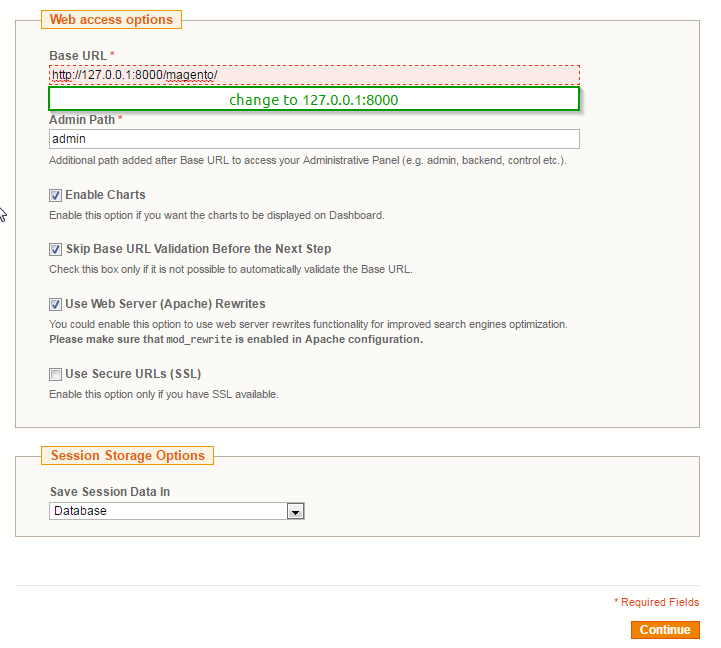 Web access options
Base URL *
http://127.0.0.1:8000/magento/
change to 127.0.0.1:8000
Admin Path *
admin
Additional path added after Base URL to access your Administrative Panel (e.g. admin, backend, control etc.).
Enable Charts
Enable this option if you want the charts to be displayed on Dashboard.
Skip Base URL Validation Before the Next Step
Check this box only if it is not possible to automatically validate the Base URL.
Use Web Server (Apache) Rewrites
You could enable this option to use web server rewrites functionality for improved search engines optimization.
Please make sure that mod_rewrite is enabled in Apache configuration.
Use Secure URLs (SSL)
Enable this option only if you have SSL available.
Session Storage Options
Save Session Data In
Database
* Required Fields
Continue